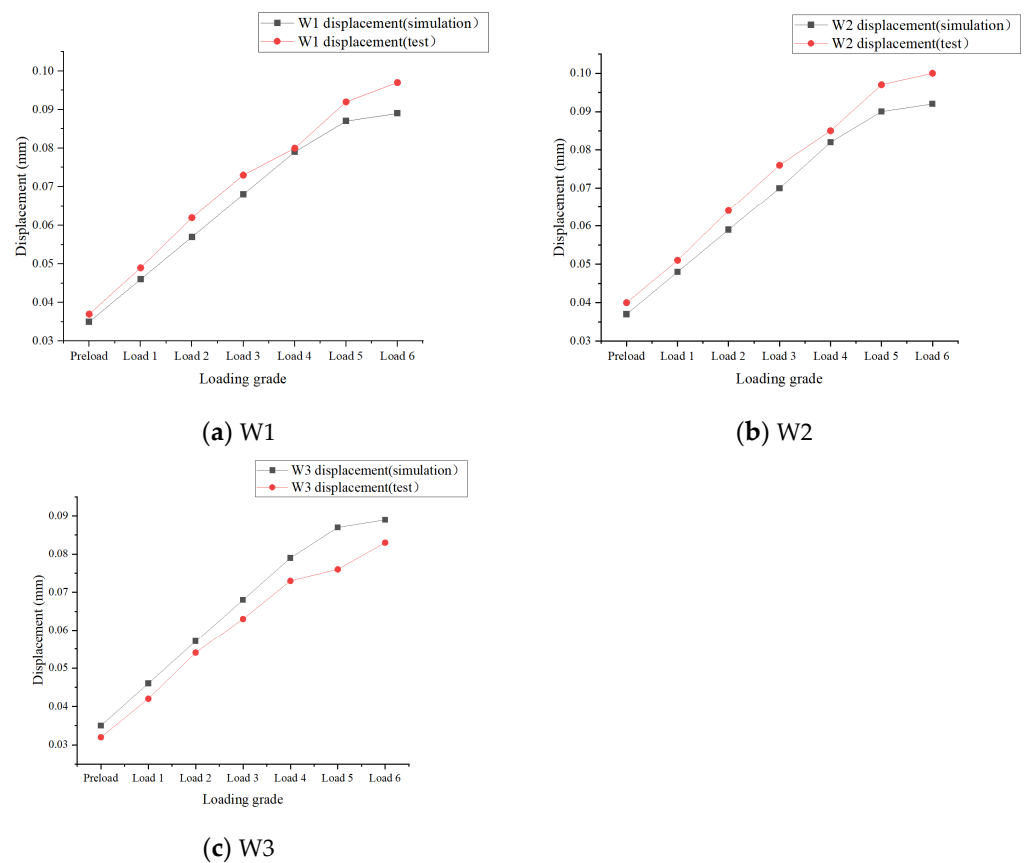 W1 displacement(simulation）
W1 displacement(test）
0.10
0.09
0.08
0.07
0.06
0.05
0.04
0.03
Displacement (mm)
Preload Load 1 Load 2 Load 3 Load 4 Load 5 Load 6
Loading grade
(a) W1
W2 displacement(simulation）
W2 displacement(test）
0.10
0.09
0.08
0.07
0.06
0.05
0.04
0.03
Displacement (mm)
Preload Load 1 Load 2 Load 3 Load 4 Load 5 Load 6
Loading grade
(b) W2
W3 displacement(simulation）
W3 displacement(test）
0.09
0.08
0.07
0.06
0.05
0.04
0.03
Displacement (mm)
Preload Load 1 Load 2 Load 3 Load 4 Load 5 Load 6
Loading grade
(c) W3